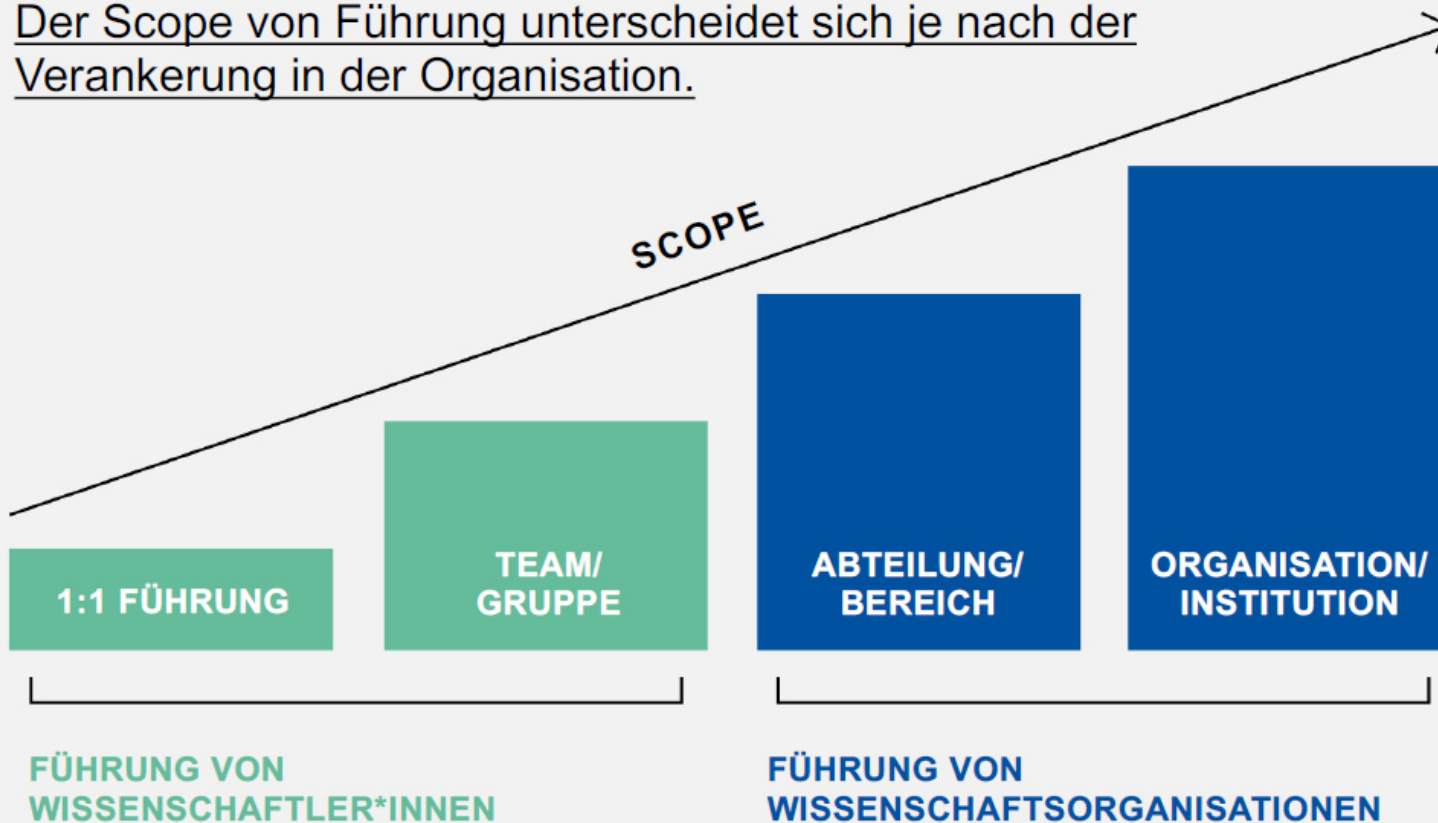 Der Scope von Führung unterscheidet sich je nach der
Verankerung in der Organisation.
SCOPE
1:1 FÜHRUNG
TEAM/
GRUPPE
ABTEILUNG/
BEREICH
ORGANISATION/
INSTITUTION
FÜHRUNG VON
WISSENSCHAFTLER*INNEN
FÜHRUNG VON
WISSENSCHAFTSORGANISATIONEN